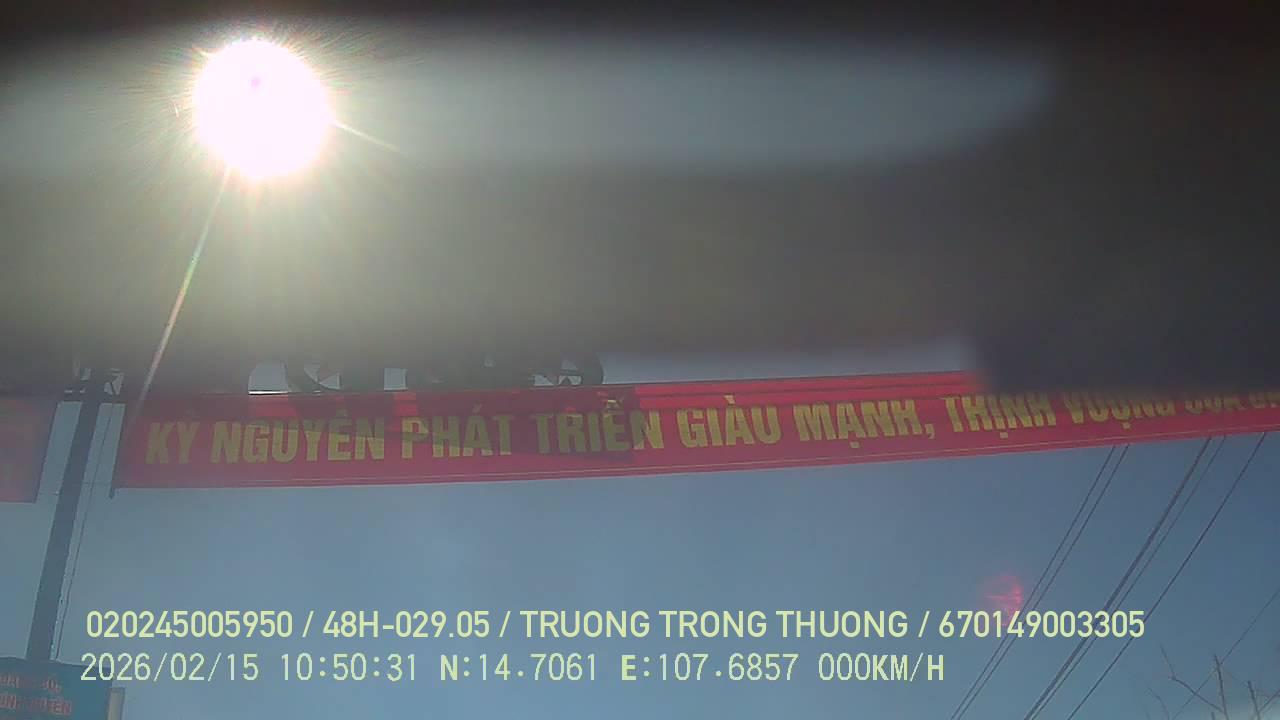 KỶ NGUYÊN PHÁT TRIỂN GIÀU MẠNH, THỊNH VƯỢNG CỦA
020245005950 / 48H-029.05 / TRUONG TRONG THUONG / 670149003305
2026/02/15 10:50:31 N:14.7061 E:107.6857 000KM/H